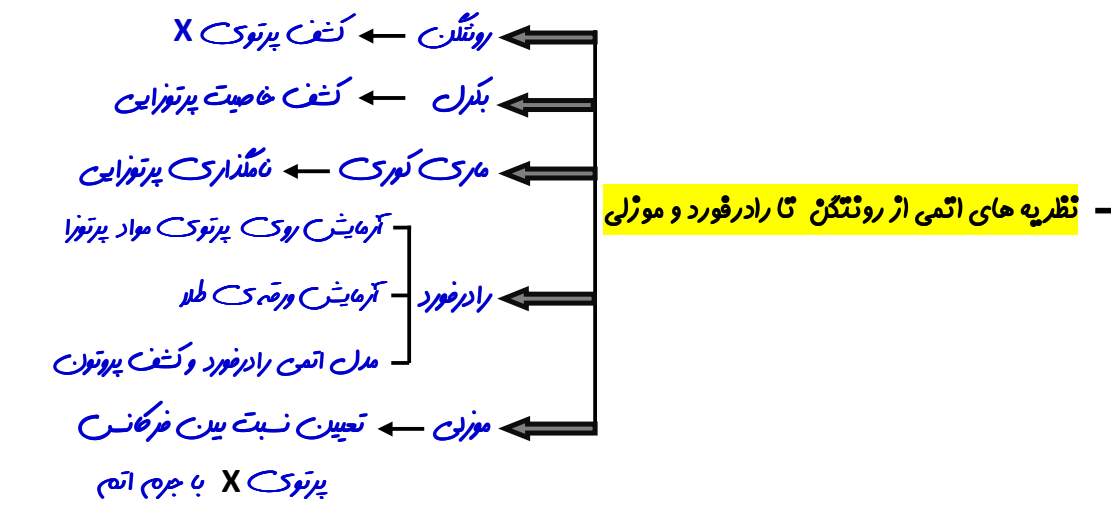 نظریه های اتمی از رونتگن تا رادرفورد و موزلی
رونتگن ← کشف پرتوی X
بکرل ← کشف خاصیت پرتوزایی
ماری کوری ← نامگذاری پرتوزایی
رادرفورد
آزمایش روی پرتوی مواد پرتوزا
آزمایش ورقه ی طلا
مدل اتمی رادرفورد و کشف پروتون
موزلی ← تعیین نسبت بین فرکانس
پرتوی X با جرم اتم